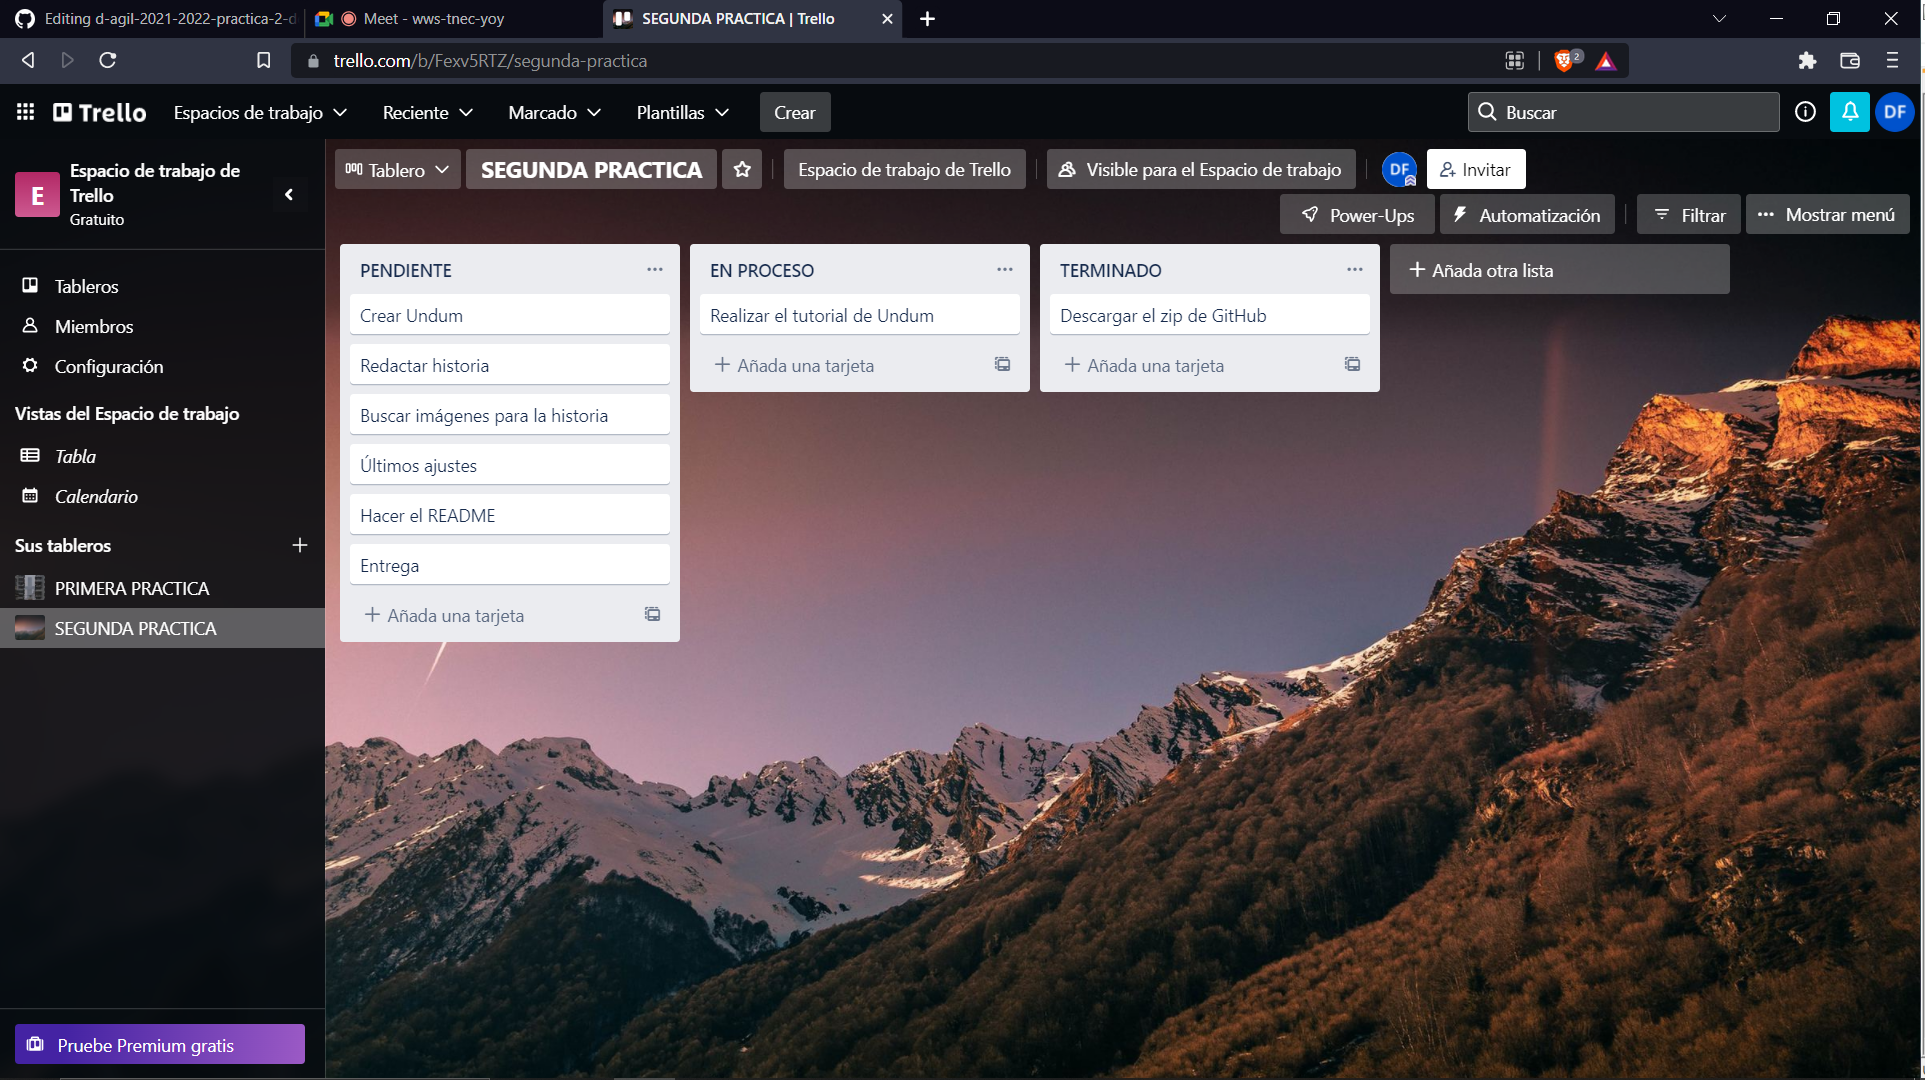 Editing d-agil-2021-2022-practica-2-d
Meet - wws-tnec-yoy
SEGUNDA PRACTICA | Trello
trello.com/b/Fexv5RTZ/segunda-practica
2
Trello
Espacios de trabajo
Reciente
Marcado
Plantillas
Crear
Buscar
DF
E
Espacio de trabajo de
Trello
Gratuito
Tablero
SEGUNDA PRACTICA
Espacio de trabajo de Trello
Visible para el Espacio de trabajo
DF
Invitar
Power-Ups
Automatización
Filtrar
Mostrar menú
Tableros
Miembros
Configuración
Vistas del Espacio de trabajo
Tabla
Calendario
Sus tableros
PRIMERA PRACTICA
SEGUNDA PRACTICA
Pruebe Premium gratis
PENDIENTE
Crear Undum
Redactar historia
Buscar imágenes para la historia
Últimos ajustes
Hacer el README
Entrega
Añada una tarjeta
EN PROCESO
Realizar el tutorial de Undum
Añada una tarjeta
TERMINADO
Descargar el zip de GitHub
Añada una tarjeta
Añada otra lista